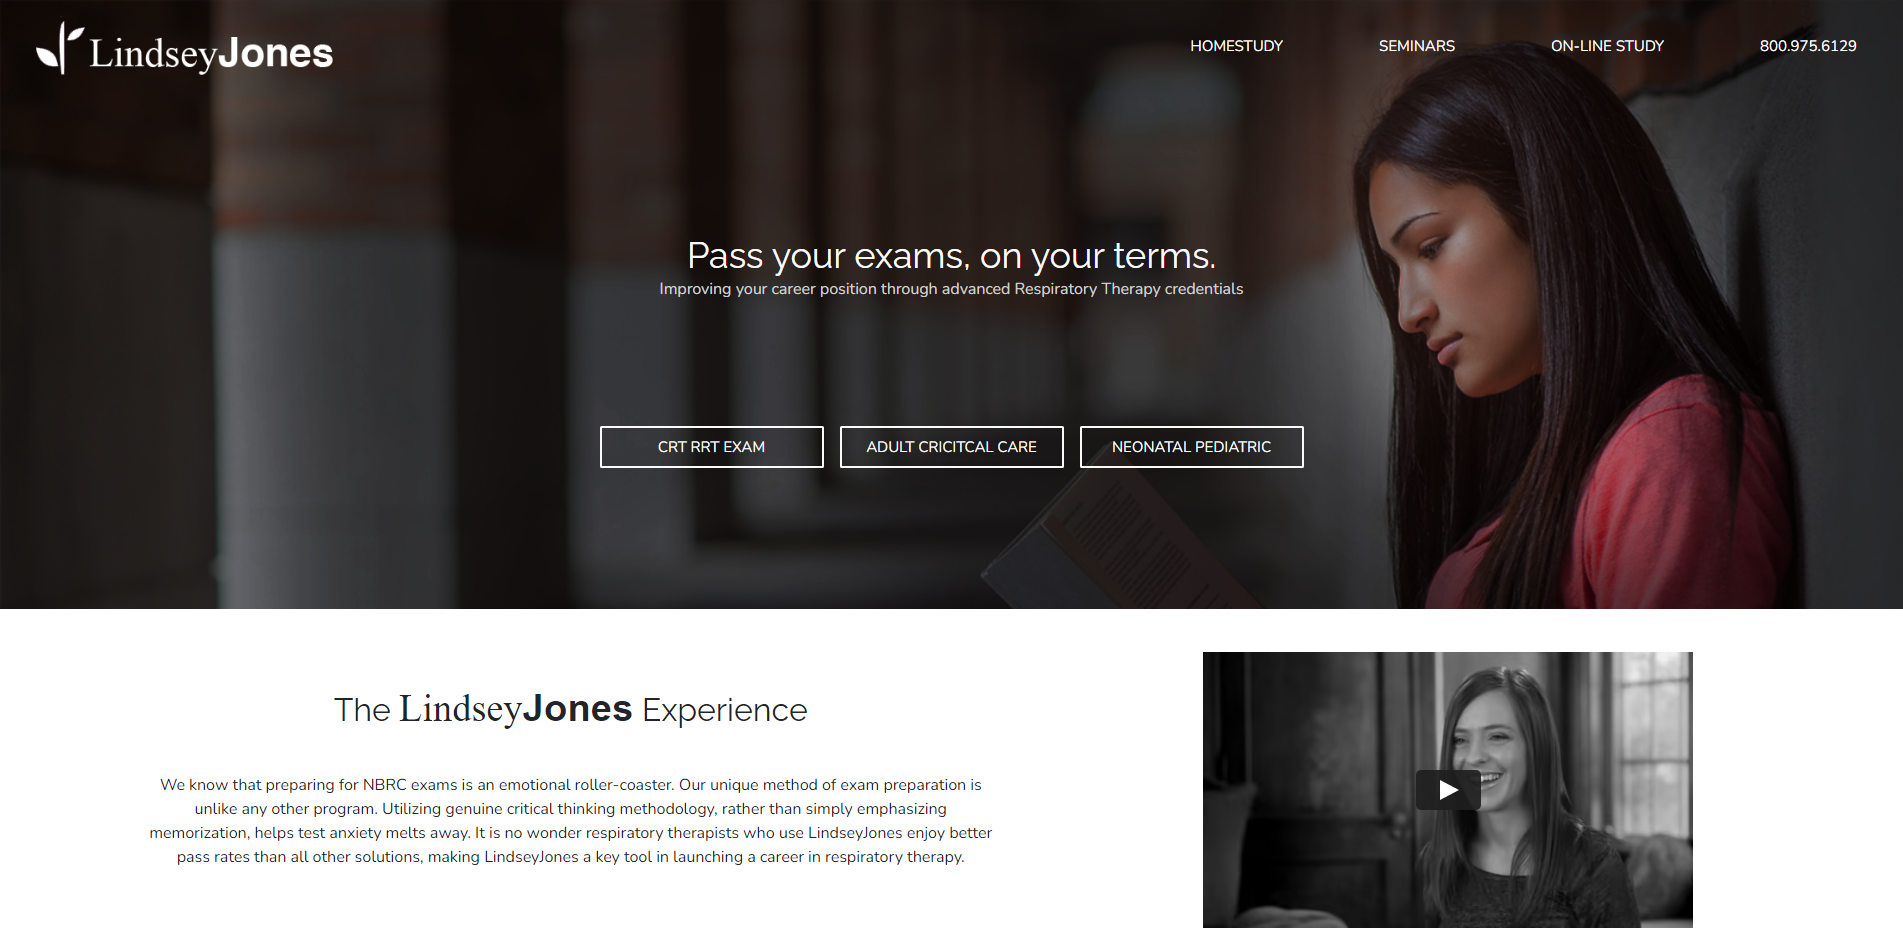 LindseyJones
HOMESTUDY
SEMINARS
ON-LINE STUDY
800.975.6129
Pass your exams, on your terms.
Improving your career position through advanced Respiratory Therapy credentials
CRT RRT EXAM
ADULT CRICITCAL CARE
NEONATAL PEDIATRIC
The LindseyJones Experience
We know that preparing for NBRC exams is an emotional roller-coaster. Our unique method of exam preparation is
unlike any other program. Utilizing genuine critical thinking methodology, rather than simply emphasizing
memorization, helps test anxiety melts away. It is no wonder respiratory therapists who use LindseyJones enjoy better
pass rates than all other solutions, making LindseyJones a key tool in launching a career in respiratory therapy.